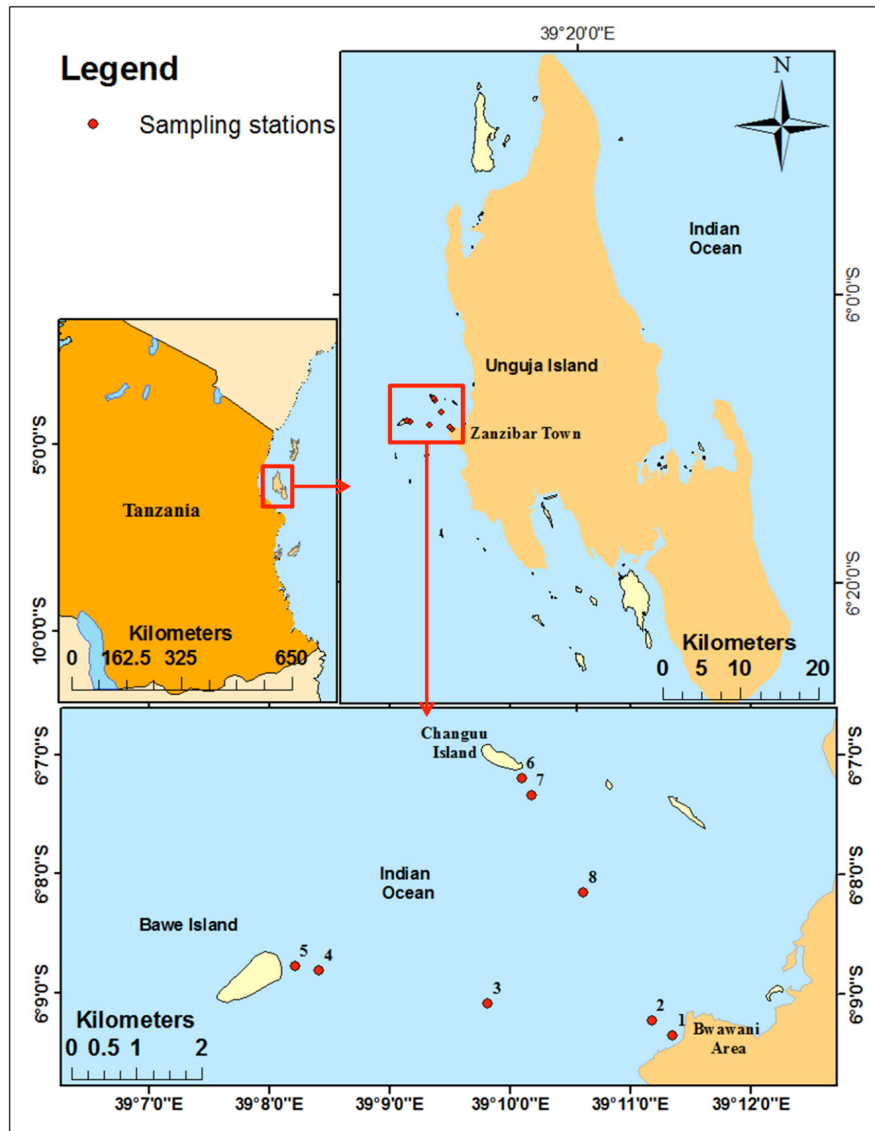 Legend
Sampling stations
39°20'0"E
N
Indian
Ocean
6°0'0"S
Unguja Island
Zanzibar Town
6°20'0"S
Kilometers
0 5 10 20
5°0'0"S
10°0'0"S
Tanzania
Kilometers
0 162.5 325 650
Changuu
Island
6
7
8
Indian
Ocean
Bawe Island
5
4
3
2
1
Bwawani
Area
Kilometers
0 0.5 1 2
6°7'0"S
6°8'0"S
6°9'0"S
6°7'0"S
6°8'0"S
6°9'0"S
39°7'0"E 39°8'0"E 39°9'0"E 39°10'0"E 39°11'0"E 39°12'0"E